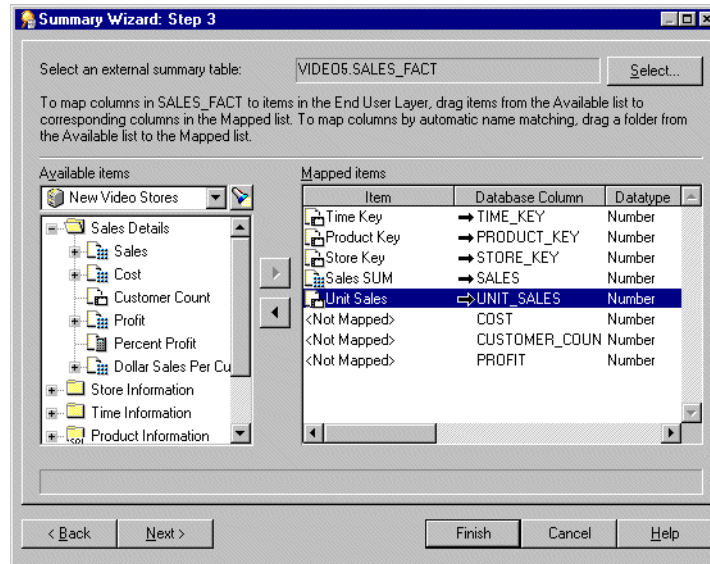 Summary Wizard: Step 3
Select an external summary table: VIDEO5.SALES_FACT Select...
To map columns in SALES_FACT to items in the End User Layer, drag items from the Available list to
corresponding columns in the Mapped list. To map columns by automatic name matching, drag a folder from
the Available list to the Mapped list.
Available items Mapped items
New Video Stores
Item Database Column Datatype
Sales Details
Sales
Cost
Customer Count
Profit
Percent Profit
Dollar Sales Per Cu
Store Information
Time Information
Product Information
Time Key TIME_KEY Number
Product Key PRODUCT_KEY Number
Store Key STORE_KEY Number
Sales SUM SALES Number
Unit Sales UNIT_SALES Number
<Not Mapped> COST Number
<Not Mapped> CUSTOMER_COUN Number
<Not Mapped> PROFIT Number
< Back Next > Finish Cancel Help